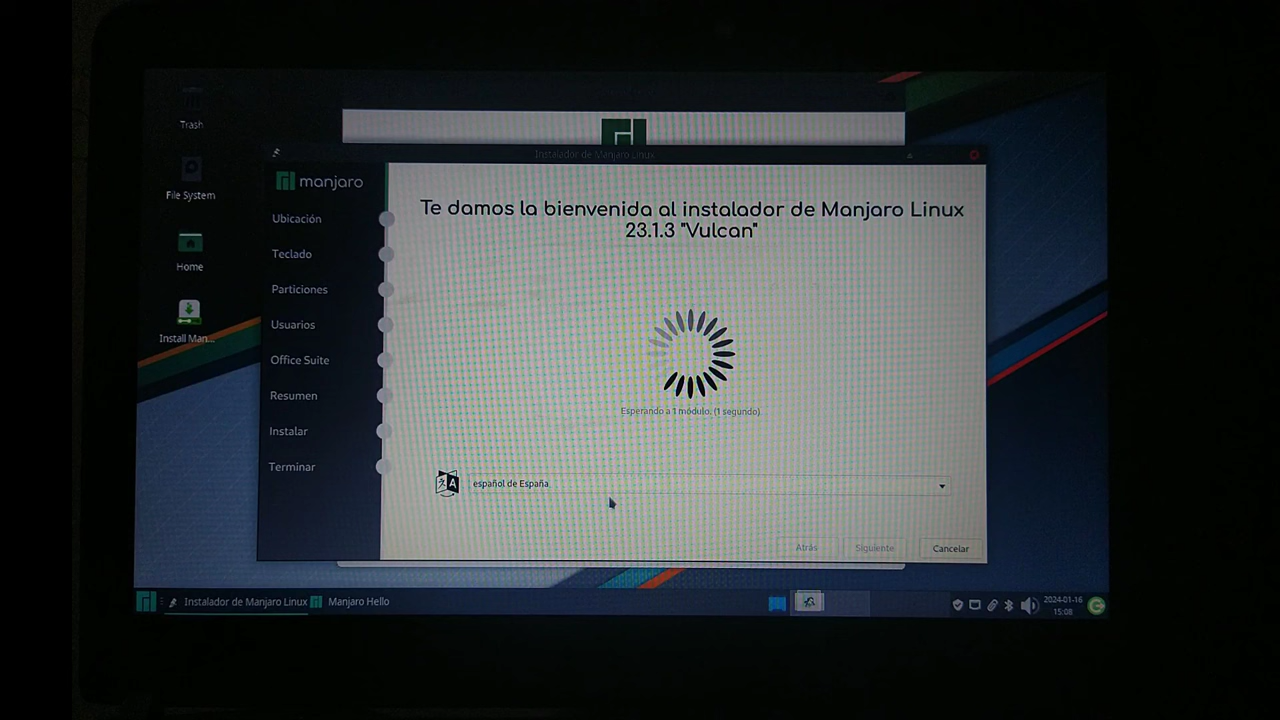 Trash
File System
Home
Install Man...
Instalador de Manjaro Linux
manjaro
Ubicación
Teclado
Particiones
Usuarios
Office Suite
Resumen
Instalar
Terminar
Te damos la bienvenida al instalador de Manjaro Linux
23.1.3 "Vulcan"
Esperando a 1 módulo. (1 segundo)
español de España
Atrás
Siguiente
Cancelar
Instalador de Manjaro Linux
Manjaro Hello
2024-01-16
15:08